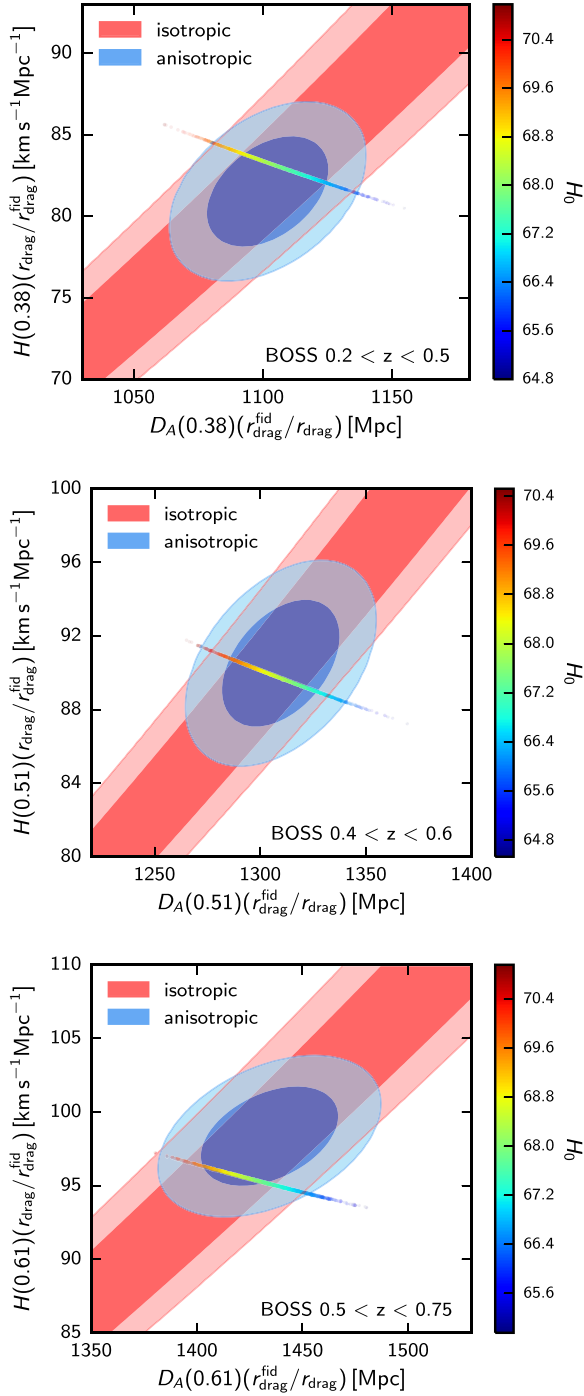 isotropic
anisotropic
H(0.38)(r_drag/r_drag^fid) [km s^−1 Mpc^−1]
90
85
80
75
70
BOSS 0.2 < z < 0.5
1050 1100 1150
D_A(0.38)(r_drag^fid/r_drag) [Mpc]
70.4
69.6
68.8
68.0
67.2
66.4
65.6
64.8
H_0
isotropic
anisotropic
H(0.51)(r_drag/r_drag^fid) [km s^−1 Mpc^−1]
100
96
92
88
84
80
BOSS 0.4 < z < 0.6
1250 1300 1350 1400
D_A(0.51)(r_drag^fid/r_drag) [Mpc]
70.4
69.6
68.8
68.0
67.2
66.4
65.6
64.8
H_0
isotropic
anisotropic
H(0.61)(r_drag/r_drag^fid) [km s^−1 Mpc^−1]
110
105
100
95
90
85
BOSS 0.5 < z < 0.75
1350 1400 1450 1500
D_A(0.61)(r_drag^fid/r_drag) [Mpc]
70.4
69.6
68.8
68.0
67.2
66.4
65.6
H_0